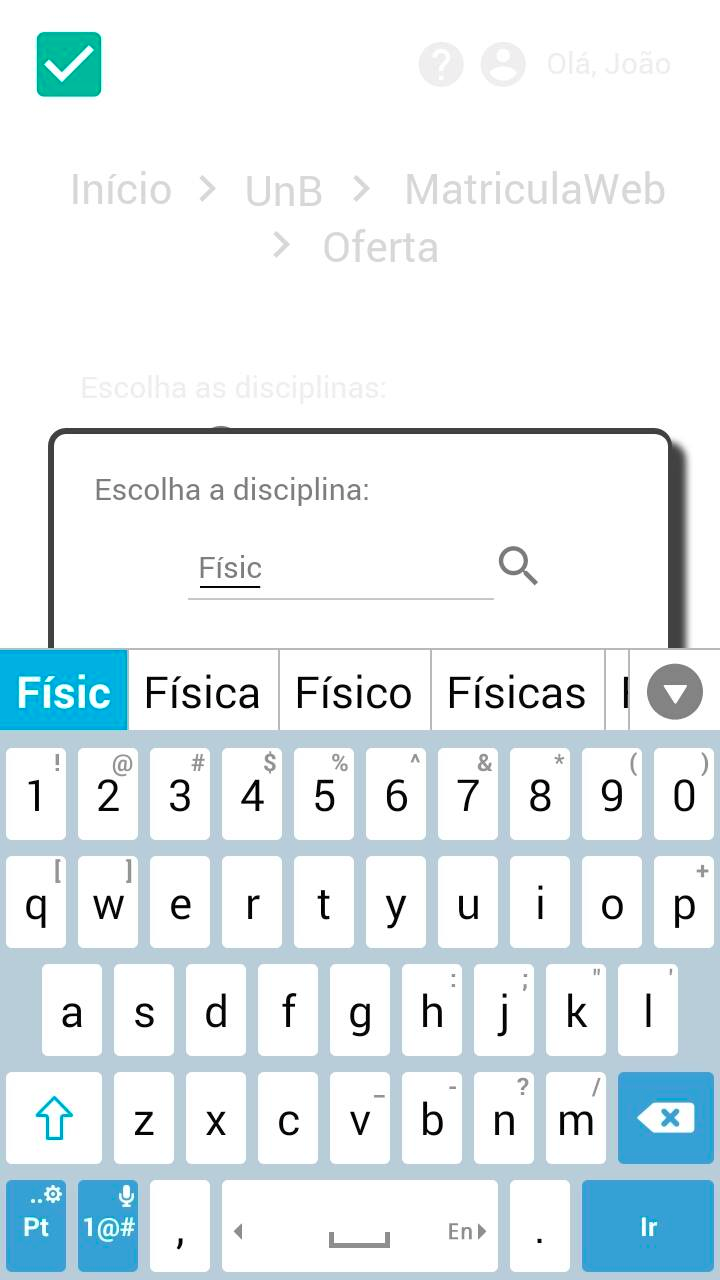 ? Olá, João
Início > UnB > MatriculaWeb
> Oferta
Escolha as disciplinas:
Escolha a disciplina:
Físic
Físic Física Físico Físicas
! @ # $ % ^ & * ( )
1 2 3 4 5 6 7 8 9 0
[ ] +
q w e r t y u i o p
: ; " '
a s d f g h j k l
_ - ? /
z x c v b n m
Pt 1@# , En . Ir